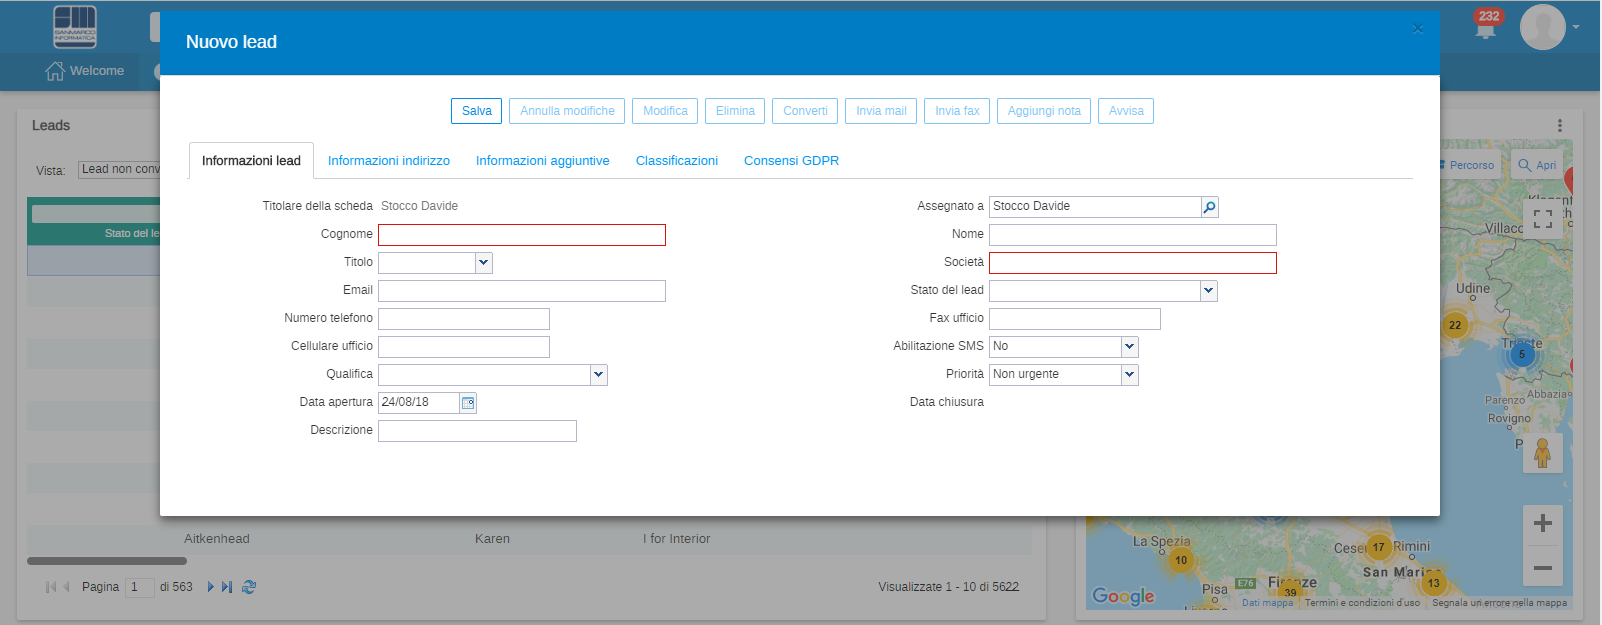 SANMARCO
INFORMATICA
Nuovo lead
×
232
Welcome
Salva Annulla modifiche Modifica Elimina Converti Invia mail Invia fax Aggiungi nota Avvisa
Leads
Informazioni lead Informazioni indirizzo Informazioni aggiuntive Classificazioni Consensi GDPR
Vista: Lead non conv
Percorso Apri
Titolare della scheda Stocco Davide
Assegnato a Stocco Davide
Cognome
Nome
Stato del le
Titolo
Società
Email
Stato del lead
Numero telefono
Fax ufficio
Cellulare ufficio
Abilitazione SMS No
Qualifica
Priorità Non urgente
Data apertura 24/08/18
Data chiusura
Descrizione
Villaco
Udine
22
Trieste
5
Parenzo Abbazia
Rovigno
P
Aitkenhead Karen I for Interior
La Spezia
10
Cese
17
Rimini
San Marino
13
Pagina 1 di 563
Visualizzate 1 - 10 di 5622
Pisa
E76
Firenze
39
Livorno
Google
Dati mappa Termini e condizioni d'uso Segnala un errore nella mappa